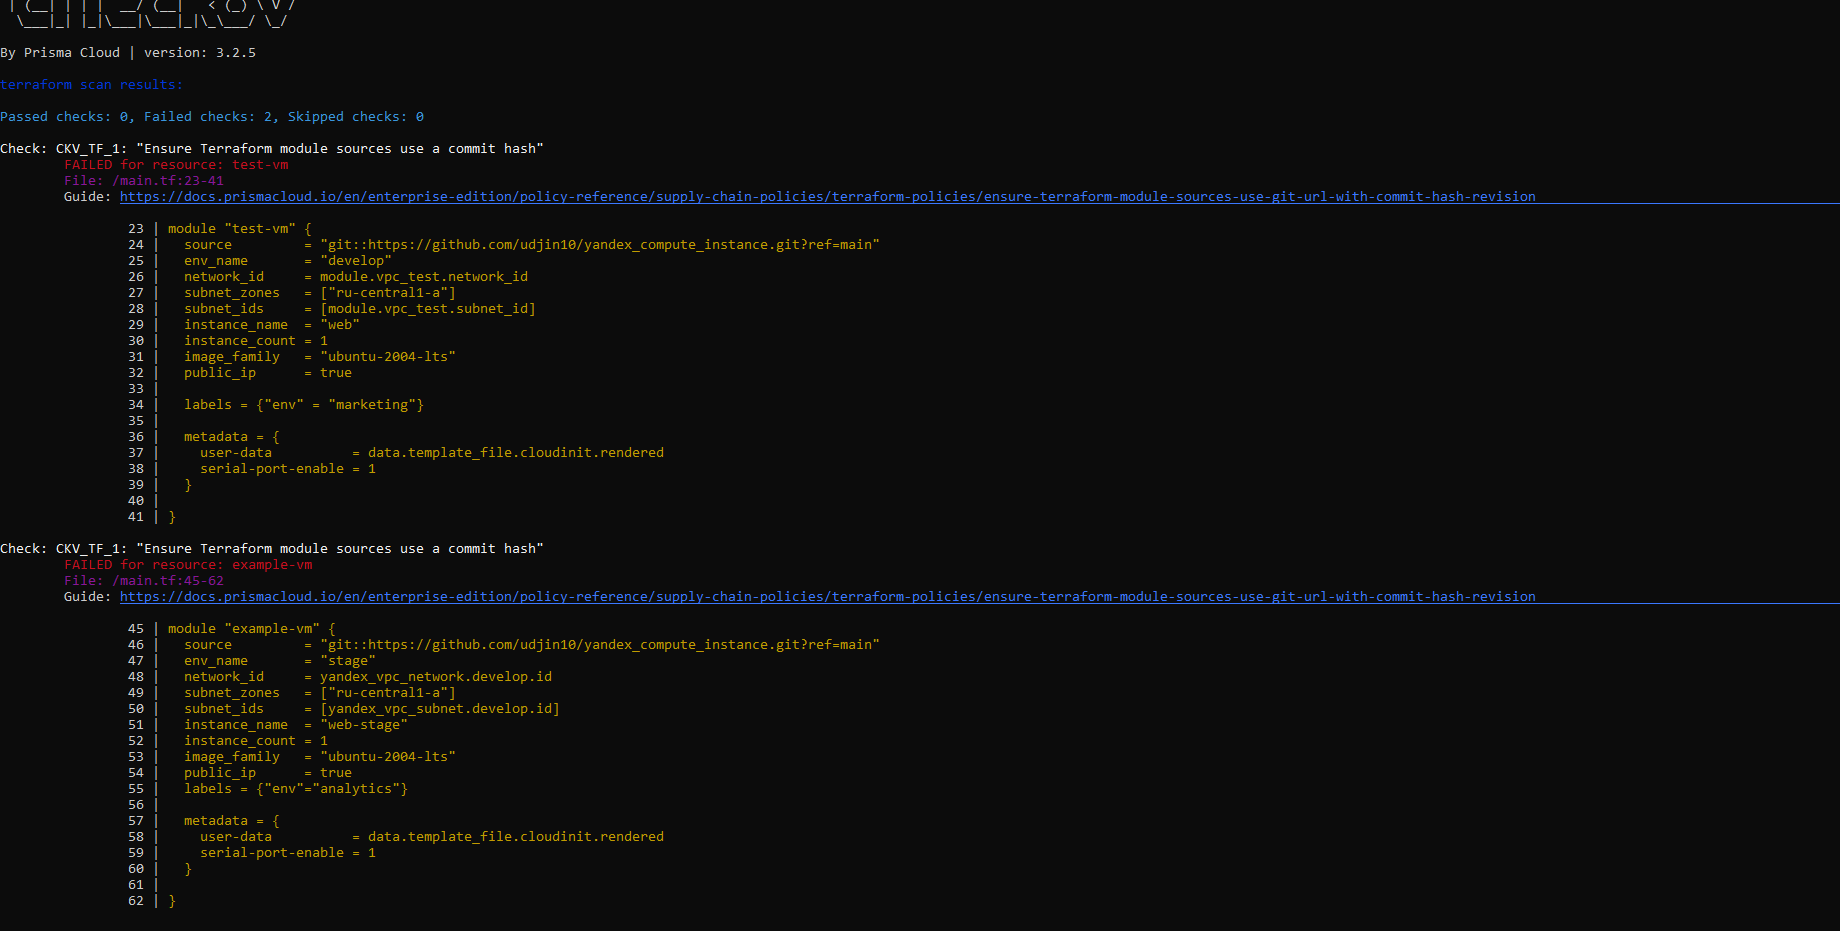 | (__| | | |  __/ (__|   < (_) \ V /
 \___|_| |_|\___|\___|_|\_\___/ \_/
By Prisma Cloud | version: 3.2.5
terraform scan results:
Passed checks: 0, Failed checks: 2, Skipped checks: 0
Check: CKV_TF_1: "Ensure Terraform module sources use a commit hash"
        FAILED for resource: test-vm
        File: /main.tf:23-41
        Guide: https://docs.prismacloud.io/en/enterprise-edition/policy-reference/supply-chain-policies/terraform-policies/ensure-terraform-module-sources-use-git-url-with-commit-hash-revision
                23 | module "test-vm" {
                24 |   source         = "git::https://github.com/udjin10/yandex_compute_instance.git?ref=main"
                25 |   env_name       = "develop"
                26 |   network_id     = module.vpc_test.network_id
                27 |   subnet_zones   = ["ru-central1-a"]
                28 |   subnet_ids     = [module.vpc_test.subnet_id]
                29 |   instance_name  = "web"
                30 |   instance_count = 1
                31 |   image_family   = "ubuntu-2004-lts"
                32 |   public_ip      = true
                33 |
                34 |   labels = {"env" = "marketing"}
                35 |
                36 |   metadata = {
                37 |     user-data          = data.template_file.cloudinit.rendered
                38 |     serial-port-enable = 1
                39 |   }
                40 |
                41 | }
Check: CKV_TF_1: "Ensure Terraform module sources use a commit hash"
        FAILED for resource: example-vm
        File: /main.tf:45-62
        Guide: https://docs.prismacloud.io/en/enterprise-edition/policy-reference/supply-chain-policies/terraform-policies/ensure-terraform-module-sources-use-git-url-with-commit-hash-revision
                45 | module "example-vm" {
                46 |   source         = "git::https://github.com/udjin10/yandex_compute_instance.git?ref=main"
                47 |   env_name       = "stage"
                48 |   network_id     = yandex_vpc_network.develop.id
                49 |   subnet_zones   = ["ru-central1-a"]
                50 |   subnet_ids     = [yandex_vpc_subnet.develop.id]
                51 |   instance_name  = "web-stage"
                52 |   instance_count = 1
                53 |   image_family   = "ubuntu-2004-lts"
                54 |   public_ip      = true
                55 |   labels = {"env"="analytics"}
                56 |
                57 |   metadata = {
                58 |     user-data          = data.template_file.cloudinit.rendered
                59 |     serial-port-enable = 1
                60 |   }
                61 |
                62 | }